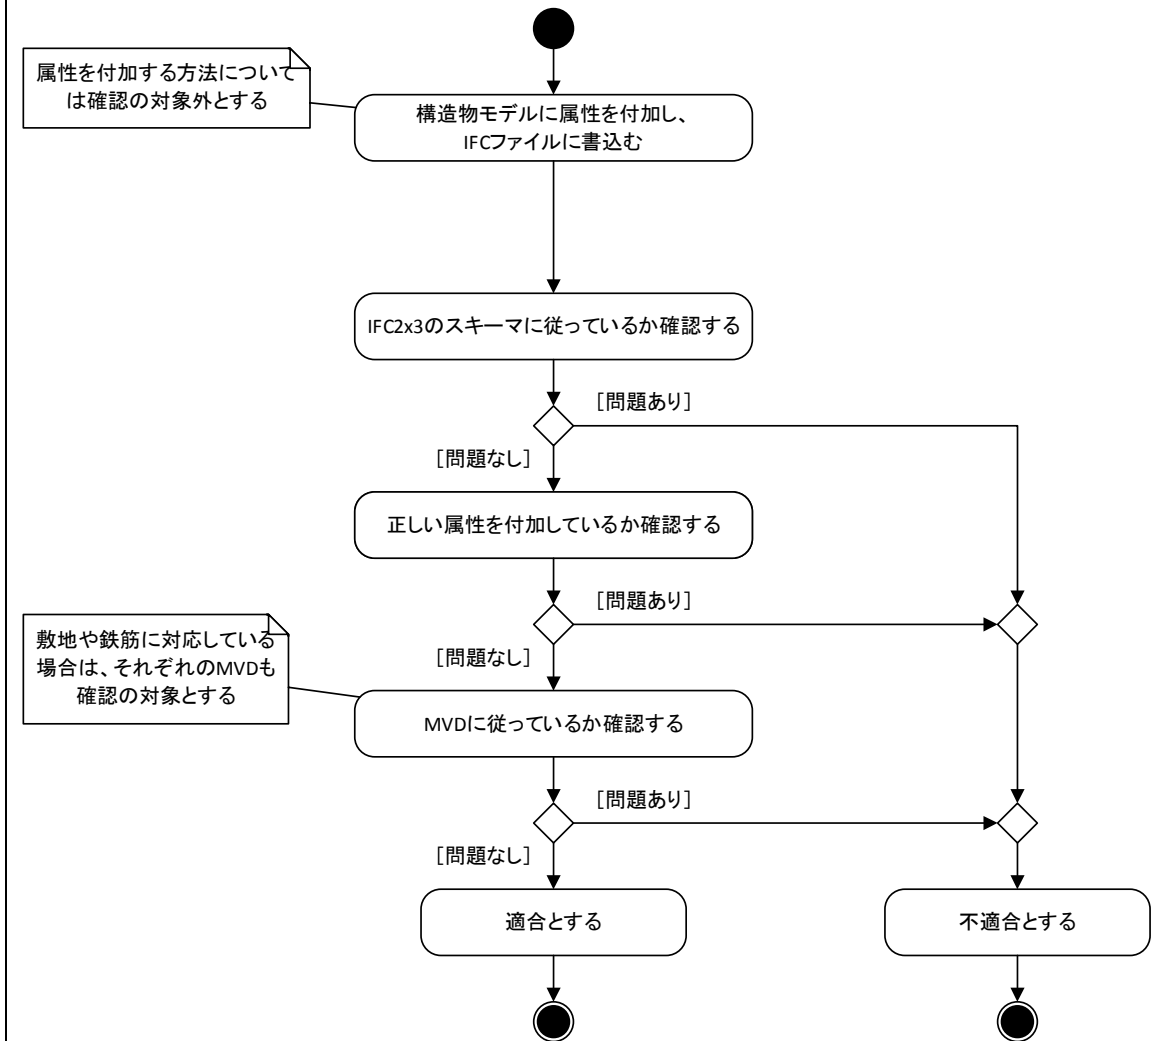 属性を付加する方法について
は確認の対象外とする
構造物モデルに属性を付加し、
IFCファイルに書込む
IFC2x3のスキーマに従っているか確認する
[問題あり]
[問題なし]
正しい属性を付加しているか確認する
[問題あり]
敷地や鉄筋に対応している
場合は、それぞれのMVDも
確認の対象とする
[問題なし]
MVDに従っているか確認する
[問題あり]
[問題なし]
適合とする
不適合とする